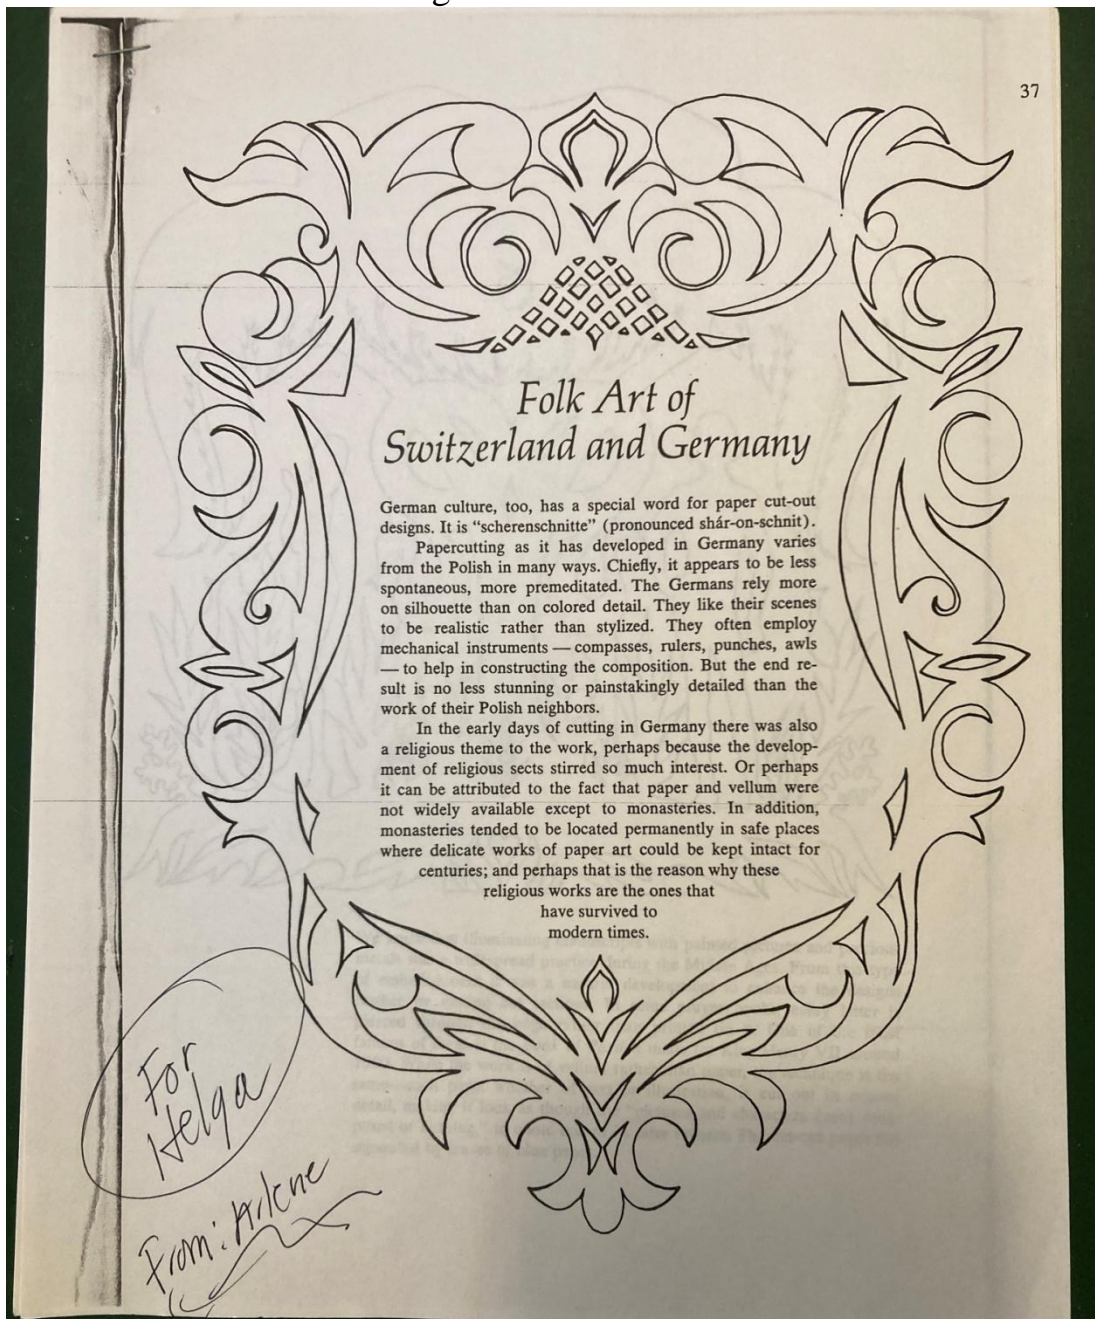 37
Folk Art of
Switzerland and Germany
German culture, too, has a special word for paper cut-out
designs. It is “scherenschnitte” (pronounced shár-on-schnit).
Papercutting as it has developed in Germany varies
from the Polish in many ways. Chiefly, it appears to be less
spontaneous, more premeditated. The Germans rely more
on silhouette than on colored detail. They like their scenes
to be realistic rather than stylized. They often employ
mechanical instruments — compasses, rulers, punches, awls
— to help in constructing the composition. But the end re-
sult is no less stunning or painstakingly detailed than the
work of their Polish neighbors.
In the early days of cutting in Germany there was also
a religious theme to the work, perhaps because the develop-
ment of religious sects stirred so much interest. Or perhaps
it can be attributed to the fact that paper and vellum were
not widely available except to monasteries. In addition,
monasteries tended to be located permanently in safe places
where delicate works of paper art could be kept intact for
centuries; and perhaps that is the reason why these
religious works are the ones that
have survived to
modern times.
For
Helga
From: Arlene